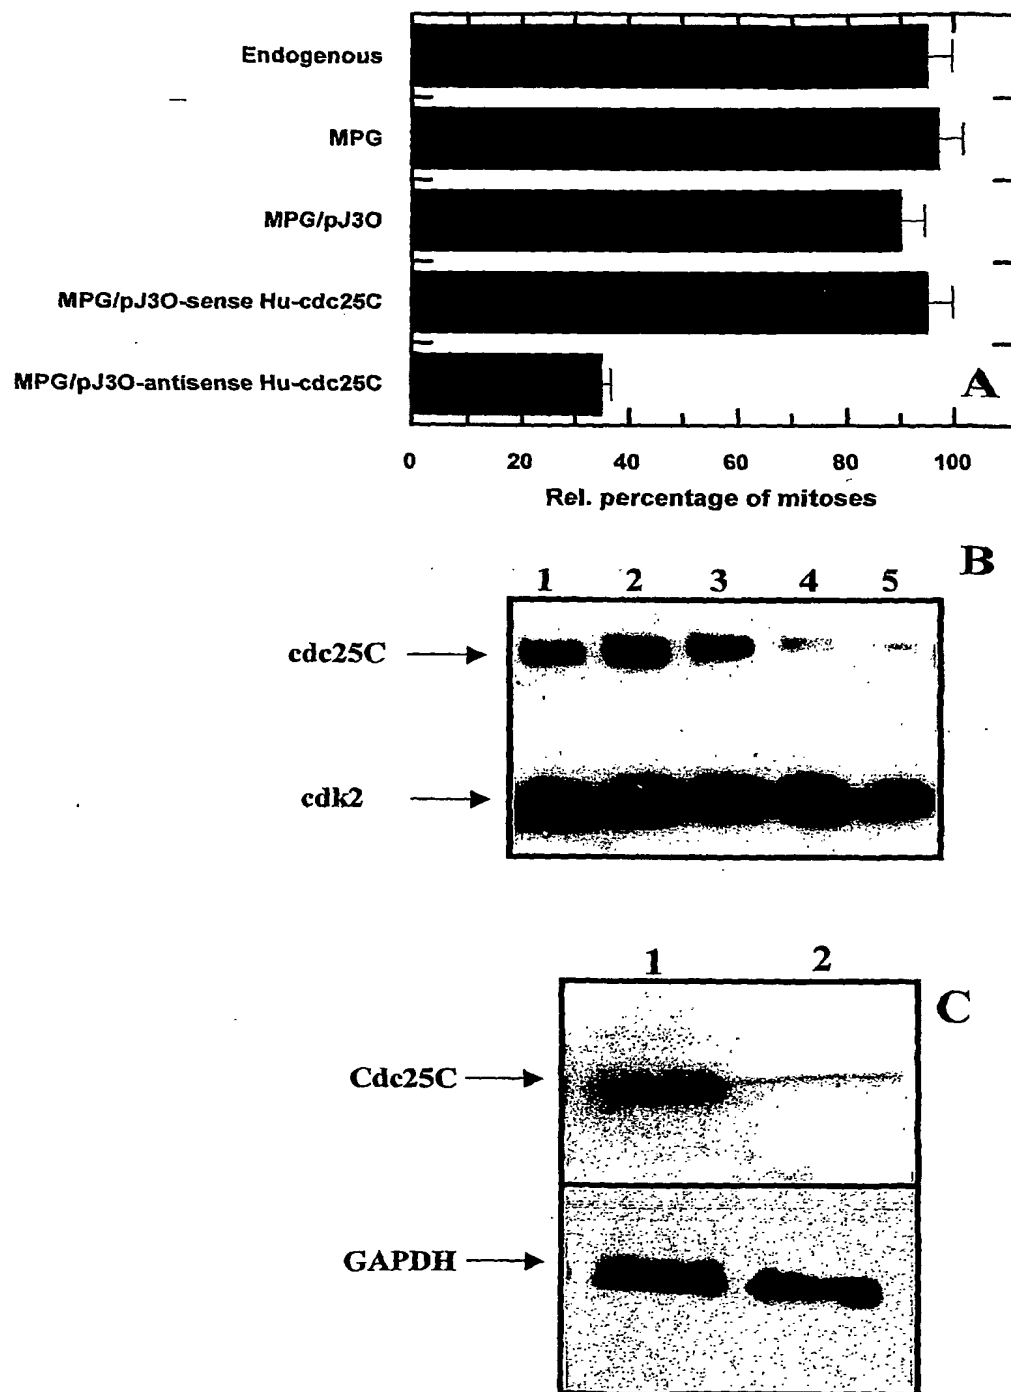 Endogenous
MPG
MPG/pJ3O
MPG/pJ3O-sense Hu-cdc25C
MPG/pJ3O-antisense Hu-cdc25C
A
0 20 40 60 80 100
Rel. percentage of mitoses
B
1 2 3 4 5
cdc25C
cdk2
1 2
C
Cdc25C
GAPDH